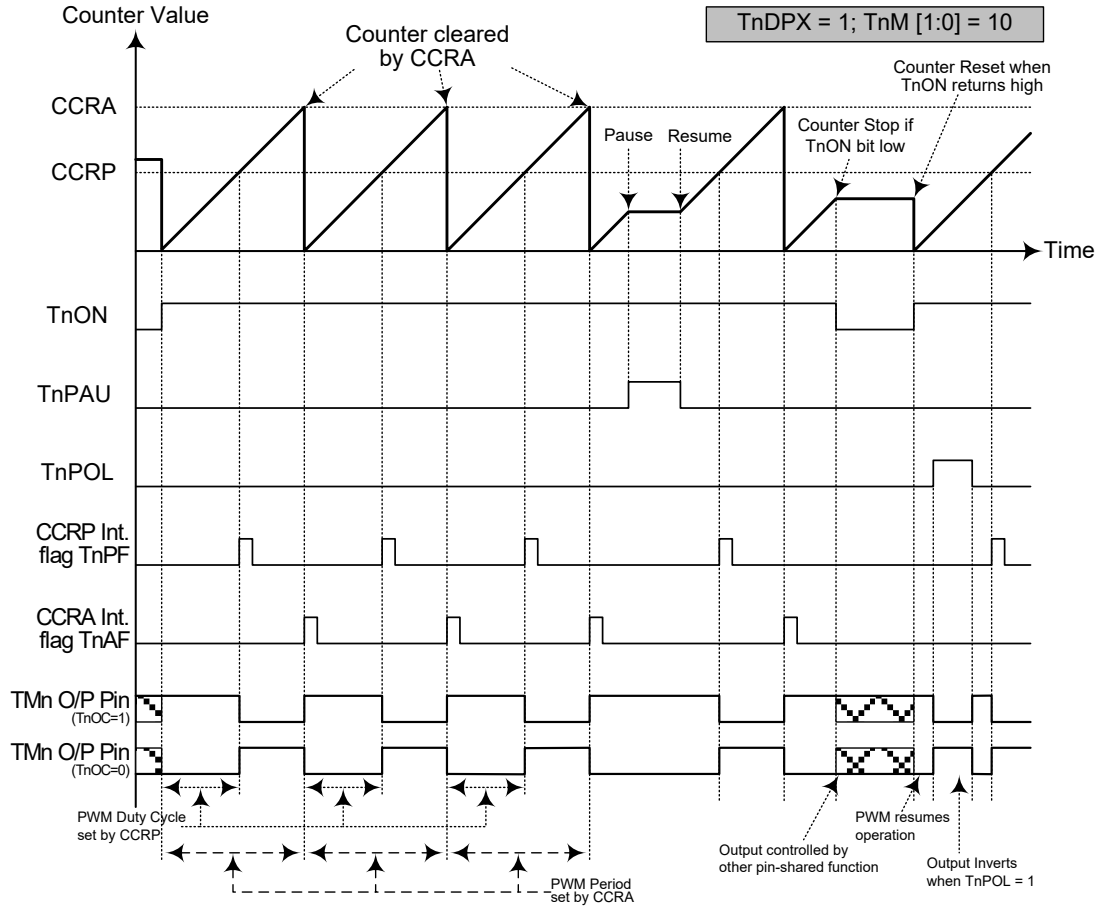 Counter Value
TnDPX = 1; TnM [1:0] = 10
Counter cleared
by CCRA
Counter Reset when
TnON returns high
CCRA
Pause
Resume
Counter Stop if
TnON bit low
CCRP
Time
TnON
TnPAU
TnPOL
CCRP Int.
flag TnPF
CCRA Int.
flag TnAF
TMn O/P Pin
(TnOC=1)
TMn O/P Pin
(TnOC=0)
PWM Duty Cycle
set by CCRP
PWM resumes
operation
Output controlled by
other pin-shared function
Output Inverts
when TnPOL = 1
PWM Period
set by CCRA